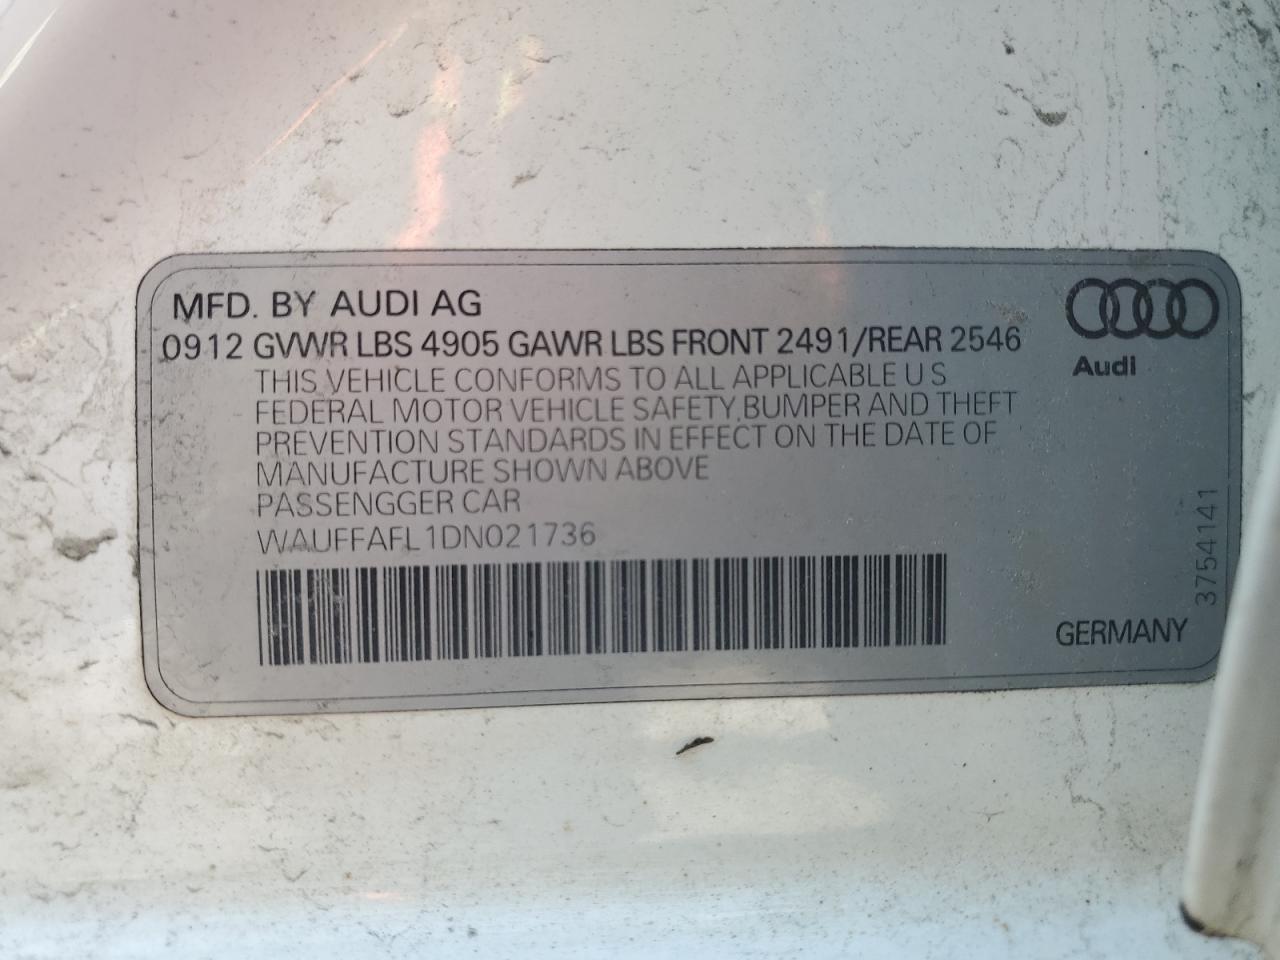 MFD. BY AUDI AG
0912 GVWR LBS 4905 GAWR LBS FRONT 2491/REAR 2546
THIS VEHICLE CONFORMS TO ALL APPLICABLE U S
FEDERAL MOTOR VEHICLE SAFETY,BUMPER AND THEFT
PREVENTION STANDARDS IN EFFECT ON THE DATE OF
MANUFACTURE SHOWN ABOVE
PASSENGGER CAR
WAUFFAFL1DN021736
Audi
3754141
GERMANY